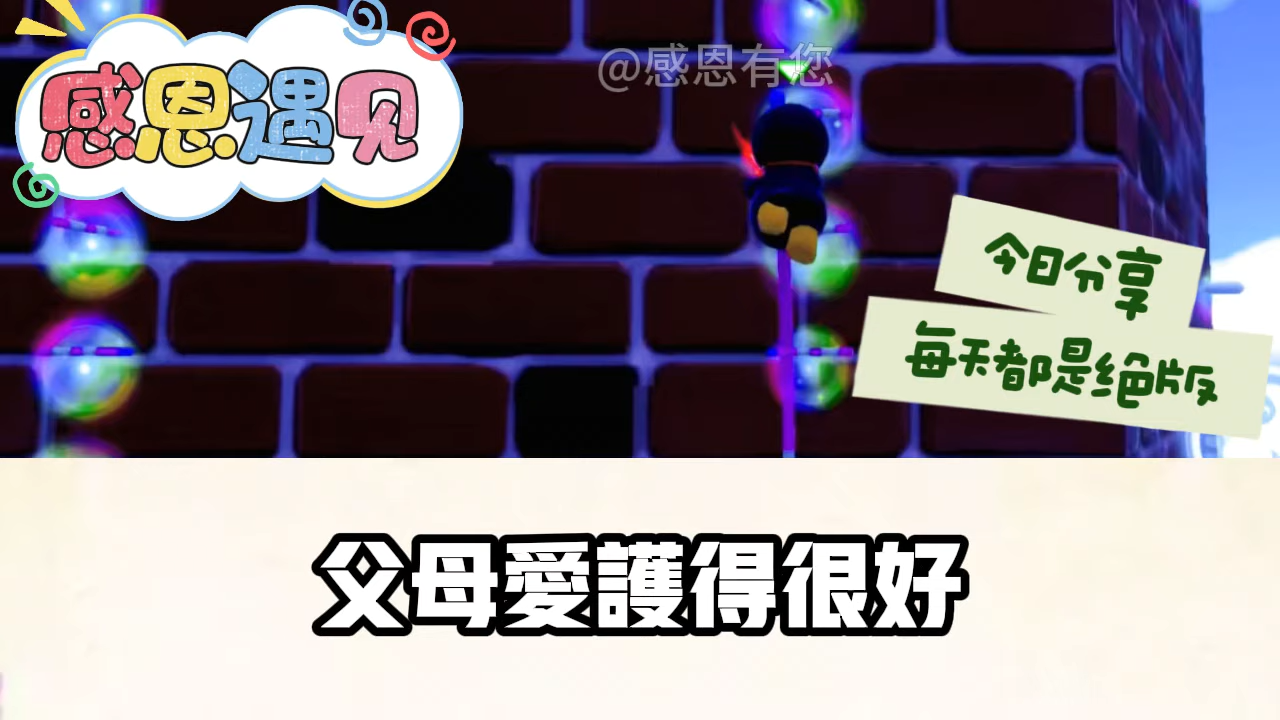 感恩遇见
@感恩有您
今日分享
每天都是绝版
父母愛護得很好